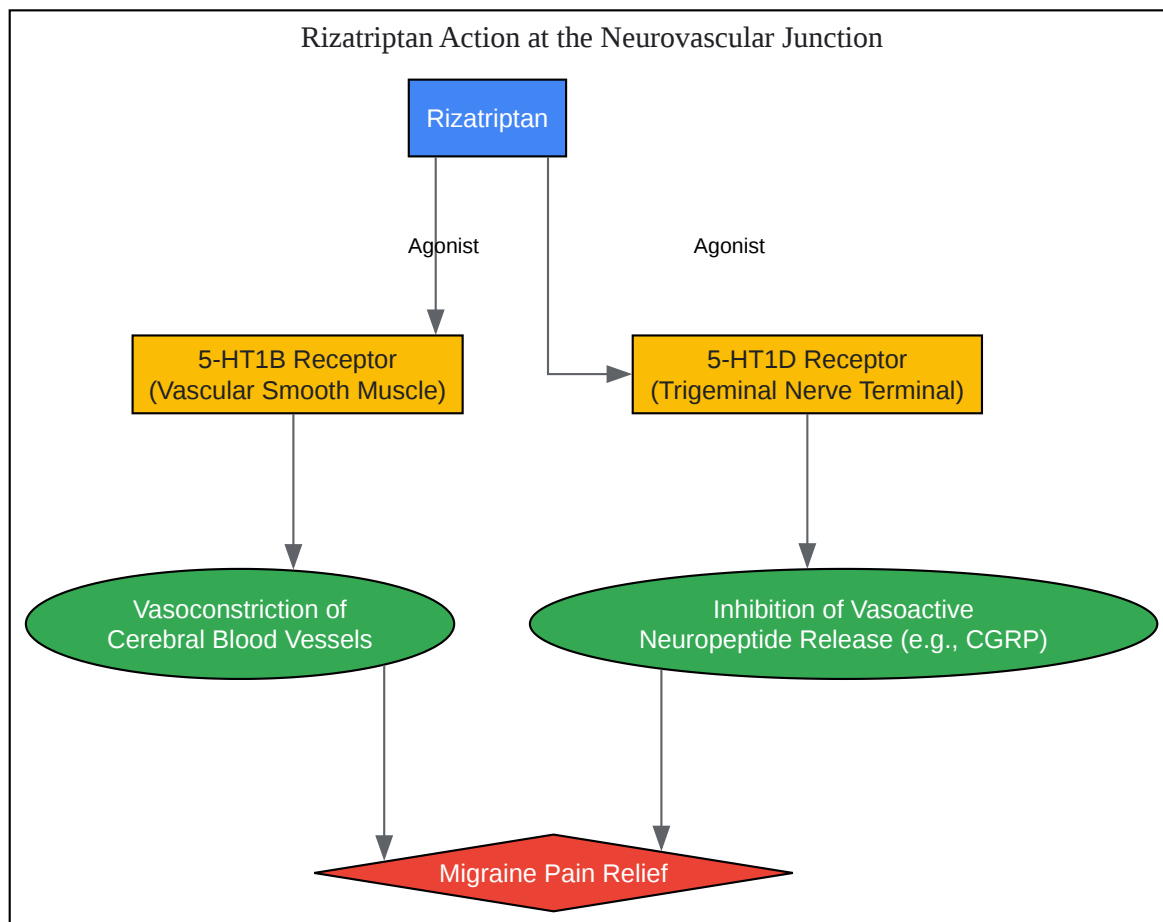 Rizatriptan Action at the Neurovascular Junction
Rizatriptan
Agonist
Agonist
5-HT1B Receptor
(Vascular Smooth Muscle)
5-HT1D Receptor
(Trigeminal Nerve Terminal)
Vasoconstriction of
Cerebral Blood Vessels
Inhibition of Vasoactive
Neuropeptide Release (e.g., CGRP)
Migraine Pain Relief